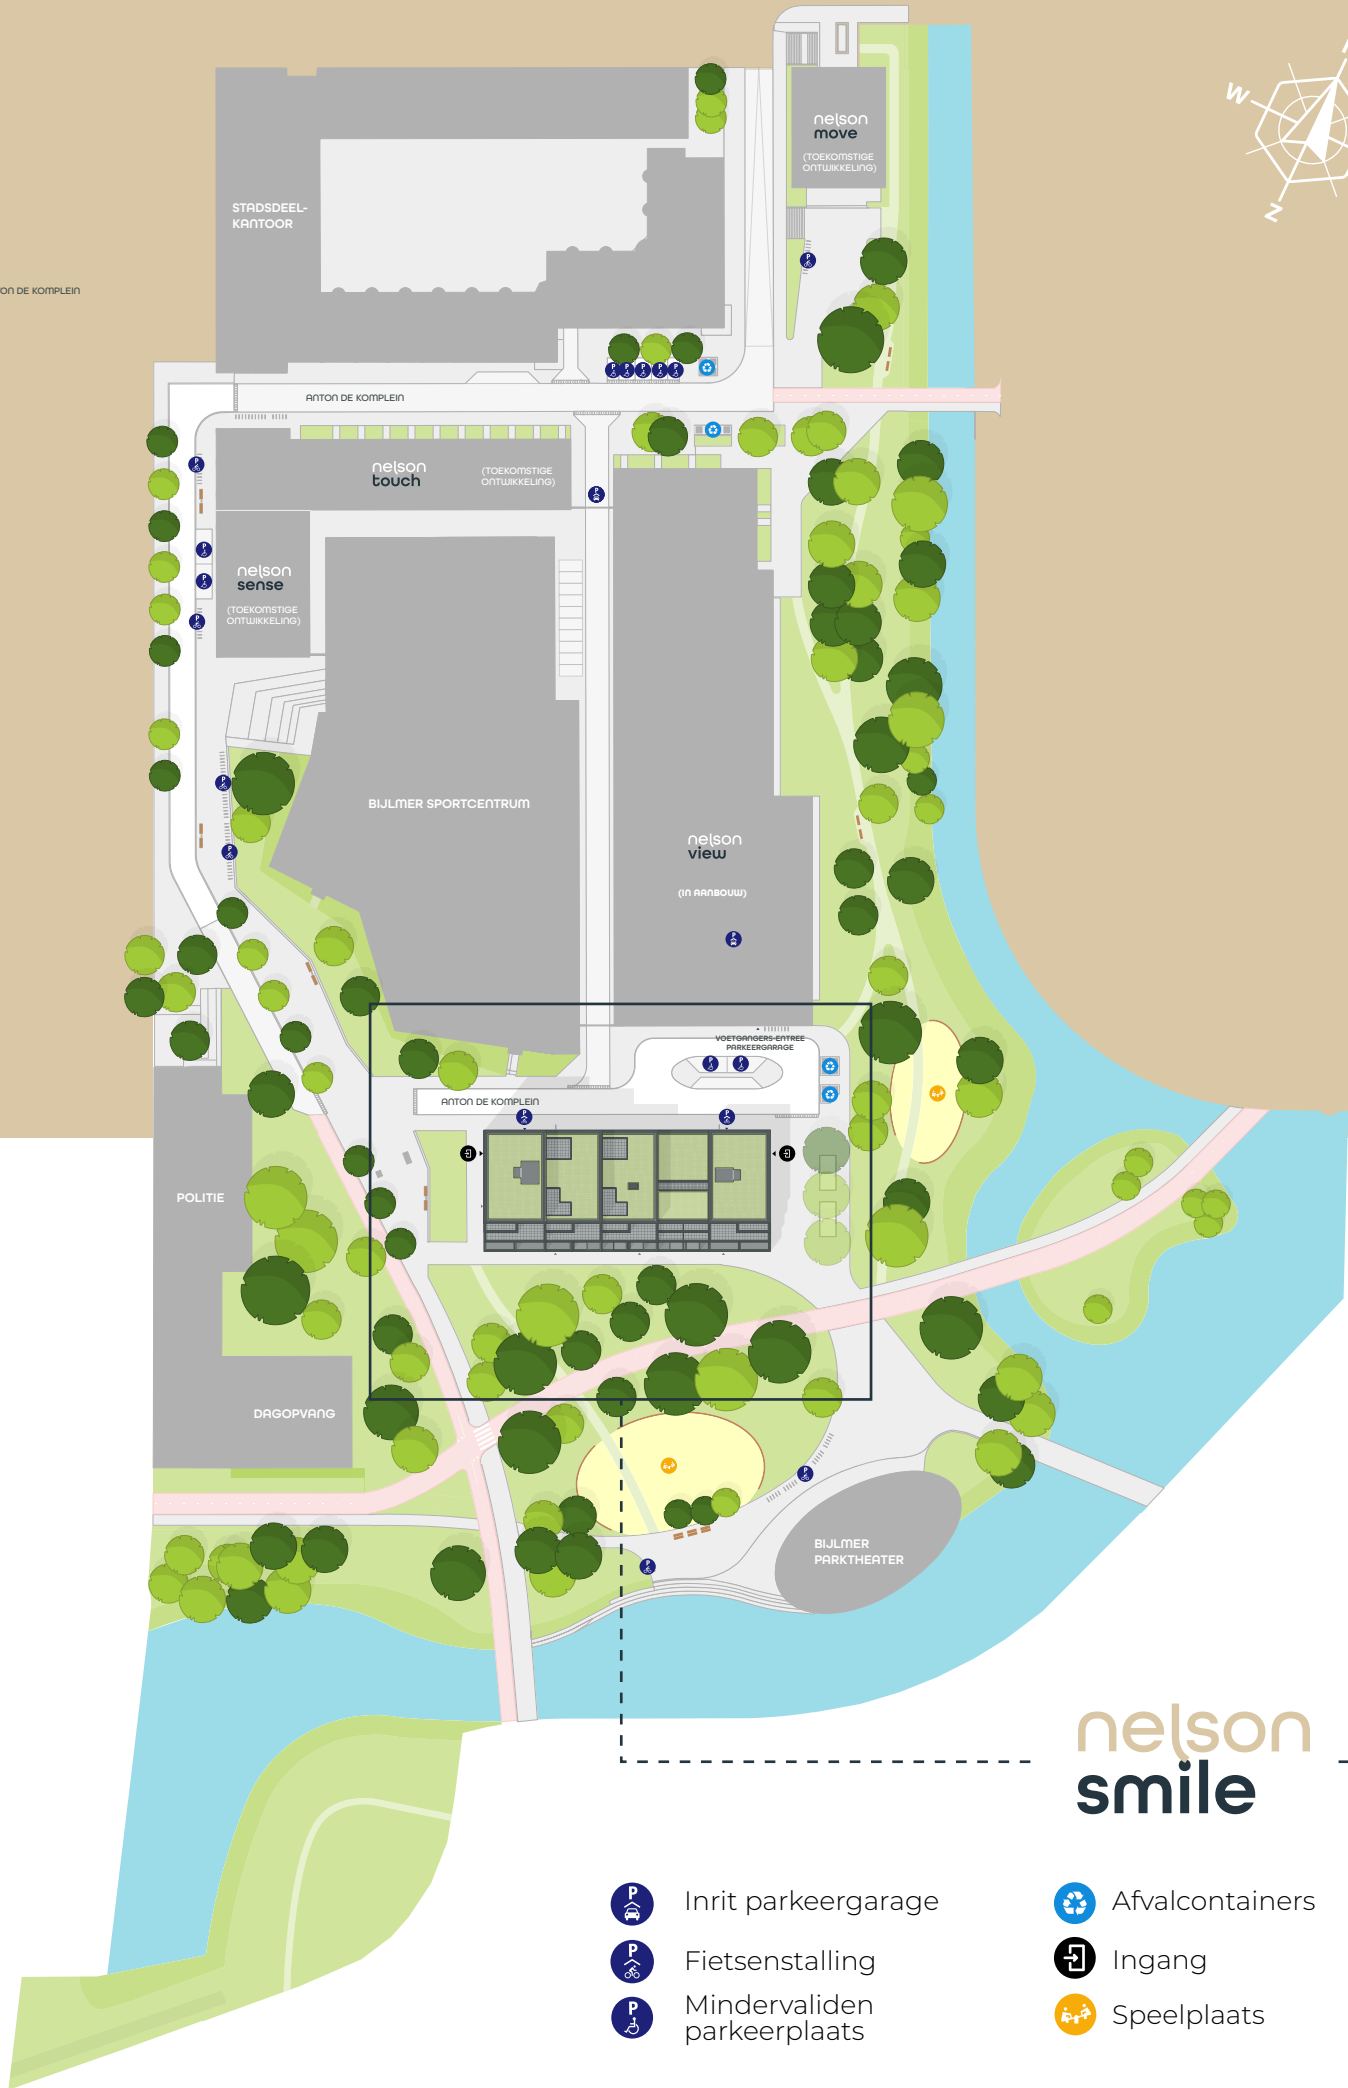 nelson
move
(TOEKOMSTIGE
ONTWIKKELING)
W
Z
STADSDEEL-
KANTOOR
ON DE KOMPLEIN
ANTON DE KOMPLEIN
nelson
touch
(TOEKOMSTIGE
ONTWIKKELING)
nelson
sense
(TOEKOMSTIGE
ONTWIKKELING)
BIJLMER SPORTCENTRUM
nelson
view
(IN AANBOUW)
VOETGANGERS-ENTREE
PARKEERGARAGE
ANTON DE KOMPLEIN
POLITIE
DAGOPVANG
BIJLMER
PARKTHEATER
nelson
smile
P Inrit parkeergarage
P Fietsenstalling
P Mindervaliden
parkeerplaats
Afvalcontainers
Ingang
Speelplaats